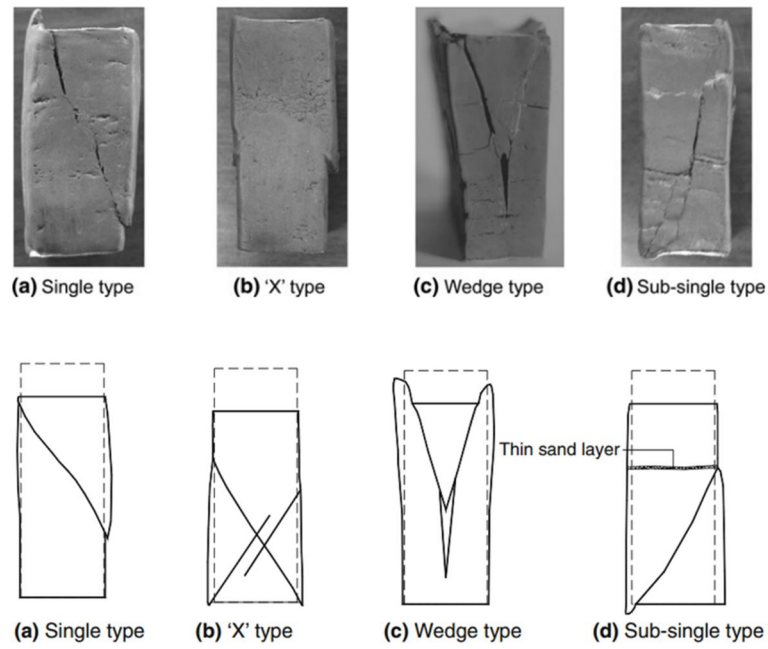 (a) Single type
(b) ‘X’ type
(c) Wedge type
(d) Sub-single type
Thin sand layer
(a) Single type
(b) ‘X’ type
(c) Wedge type
(d) Sub-single type